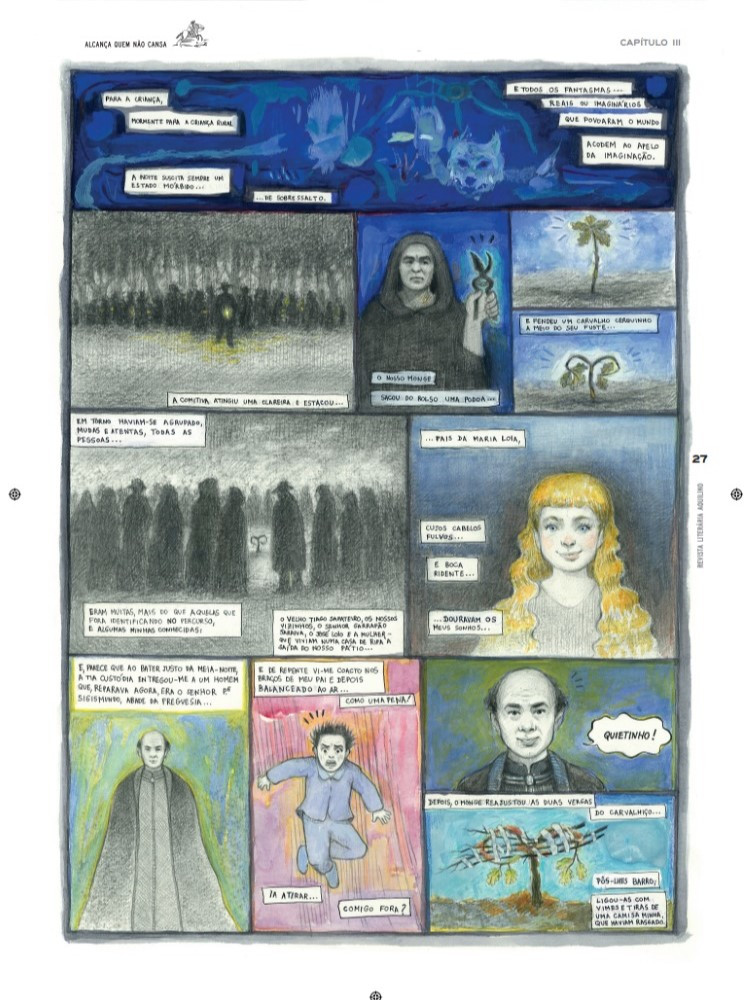 ALCANÇA QUEM NÃO CANSA
CAPÍTULO III
PARA A CRIANÇA,
MORMENTE PARA A CRIANÇA RURAL
A NOITE SUSCITA SEMPRE UM
ESTADO MÓRBIDO...
...DE SOBRESSALTO.
E TODOS OS FANTASMAS...
REAIS OU IMAGINÁRIOS
QUE POVOARAM O MUNDO
ACODEM AO APELO
DA IMAGINAÇÃO.
A COMITIVA ATINGIU UMA CLAREIRA E ESTACOU...
O NOSSO MONGE
SACOU DO BOLSO UMA PODOA...
E FENDEU UM CARVALHO CERQUINHO
A MEIO DO SEU FUSTE...
EM TORNO HAVIAM-SE AGRUPADO,
MUDAS E ATENTAS, TODAS AS
PESSOAS...
ERAM MUITAS, MAIS DO QUE AQUELAS QUE
FORA IDENTIFICANDO NO PERCURSO,
E ALGUMAS MINHAS CONHECIDAS:
O VELHO TIAGO SAPATEIRO, OS NOSSOS
VIZINHOS, O SENHOR GARRAFÃO
SARAIVA, O JOSÉ LOIO E A MULHER-
QUE VIVIAM NUMA CASA DE RIPA À
SAÍDA DO NOSSO PÁTIO...
...PAIS DA MARIA LOIA,
CUJOS CABELOS
FULVOS...
E BOCA
RIDENTE...
...DOURAVAM OS
MEUS SONHOS...
E, PARECE QUE AO BATER JUSTO DA MEIA-NOITE,
A TIA CUSTÓDIA ENTREGOU-ME A UM HOMEM
QUE, REPARAVA AGORA, ERA O SENHOR Pᴱ
SIGISMUNDO, ABADE DA FREGUESIA...
E DE REPENTE VI-ME COACTO NOS
BRAÇOS DE MEU PAI E DEPOIS
BALANCEADO AO AR...
COMO UMA PENA!
IA ATIRAR...
COMIGO FORA?
QUIETINHO!
DEPOIS, O MONGE REAJUSTOU AS DUAS VERGAS
DO CARVALHIÇO...
PÔS-LHES BARRO;
LIGOU-AS COM
VIMES E TIRAS DE
UMA CAMISA MINHA,
QUE HAVIAM RASGADO.
27
REVISTA LITERÁRIA AQUILINO